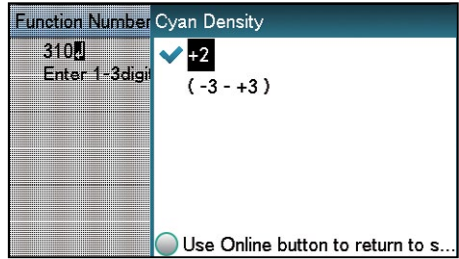 Function Number
310
Enter 1-3digi
Cyan Density
+2
( -3 - +3 )
Use Online button to return to s...